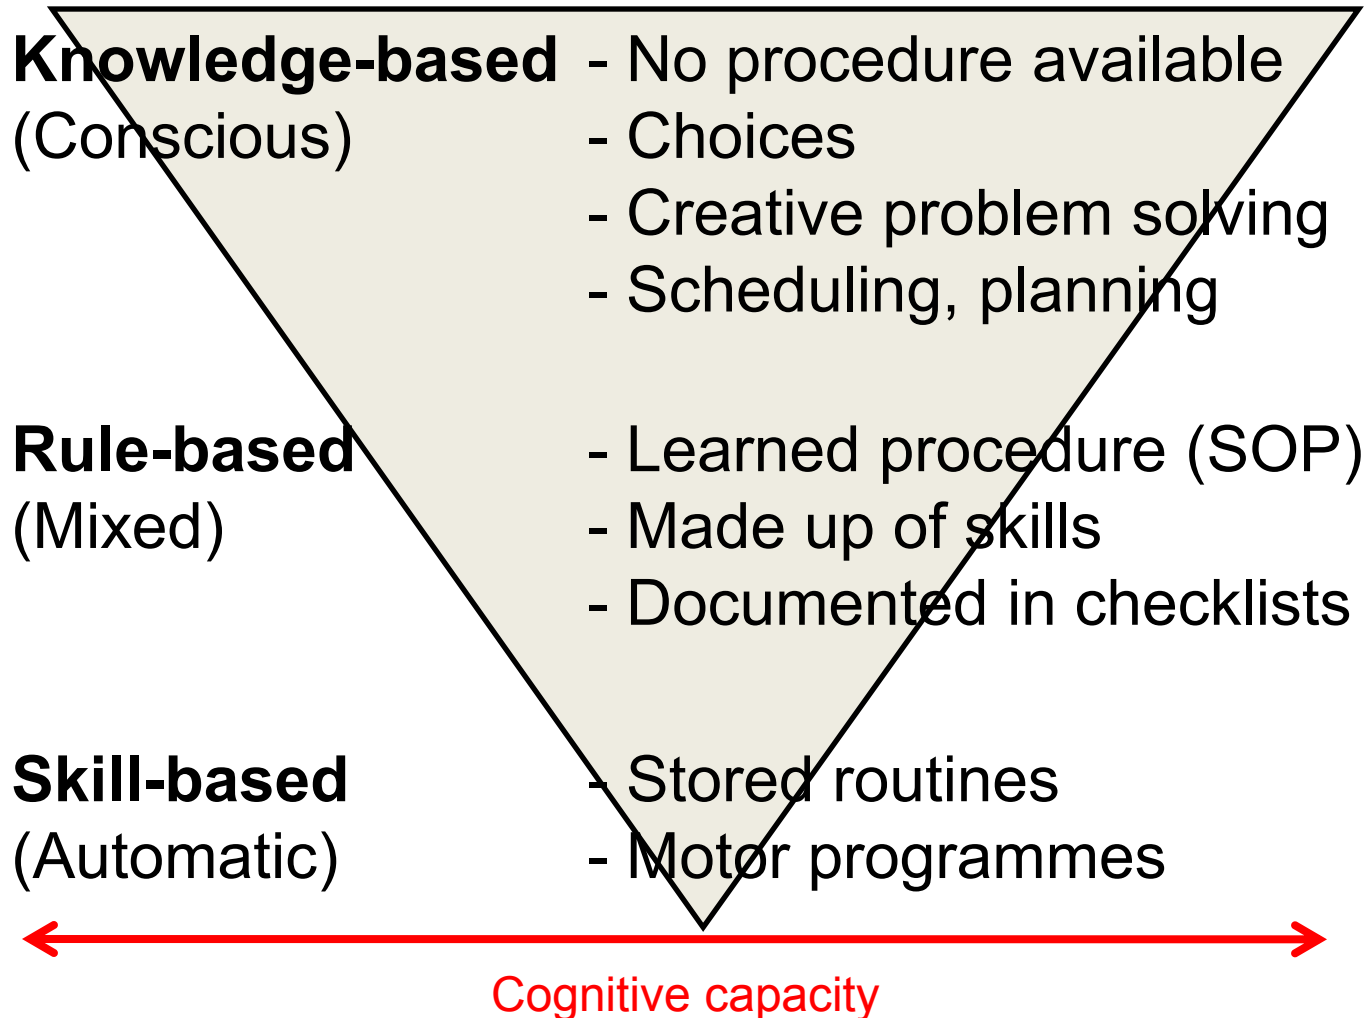 Knowledge-based - No procedure available
(Conscious) - Choices
- Creative problem solving
- Scheduling, planning
Rule-based - Learned procedure (SOP)
(Mixed) - Made up of skills
- Documented in checklists
Skill-based - Stored routines
(Automatic) - Motor programmes
Cognitive capacity